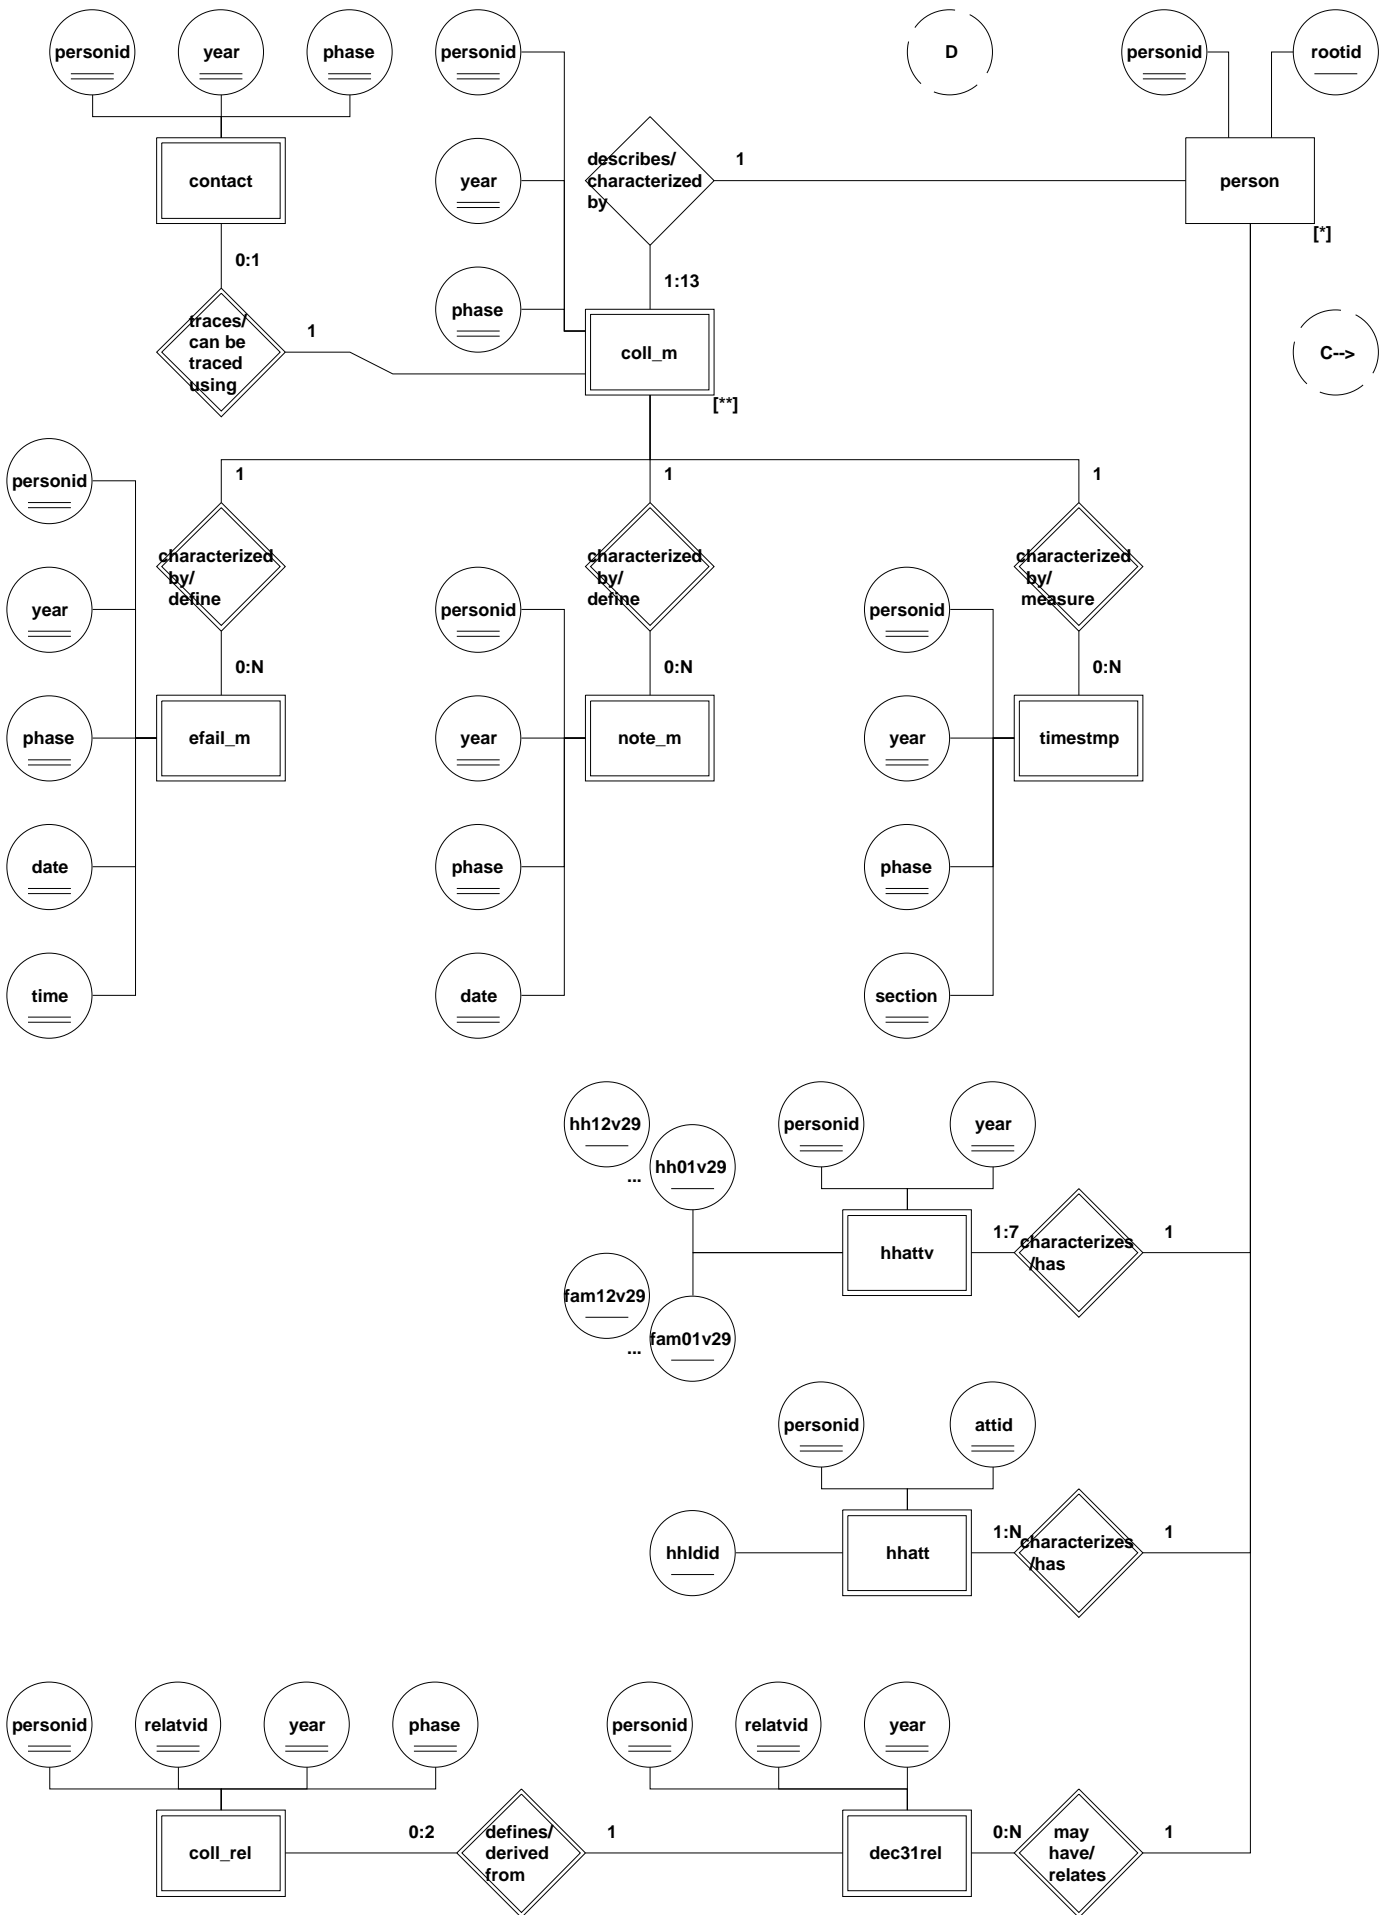 personid
year
phase
personid
D
personid
rootid
contact
year
describes/
characterized
by
1
person
[*]
0:1
1:13
phase
traces/
can be
traced
using
1
coll_m
C-->
[**]
personid
1
1
1
characterized
by/
define
characterized
by/
define
characterized
by/
measure
year
personid
personid
0:N
0:N
0:N
phase
efail_m
year
note_m
year
timestmp
date
phase
phase
time
date
section
hh12v29
...
hh01v29
personid
year
1:7
characterizes
/has
1
hhattv
fam12v29
...
fam01v29
personid
attid
1:N
characterizes
/has
1
hhldid
hhatt
personid
relatvid
year
phase
personid
relatvid
year
coll_rel
0:2
defines/
derived
from
1
dec31rel
0:N
may
have/
relates
1